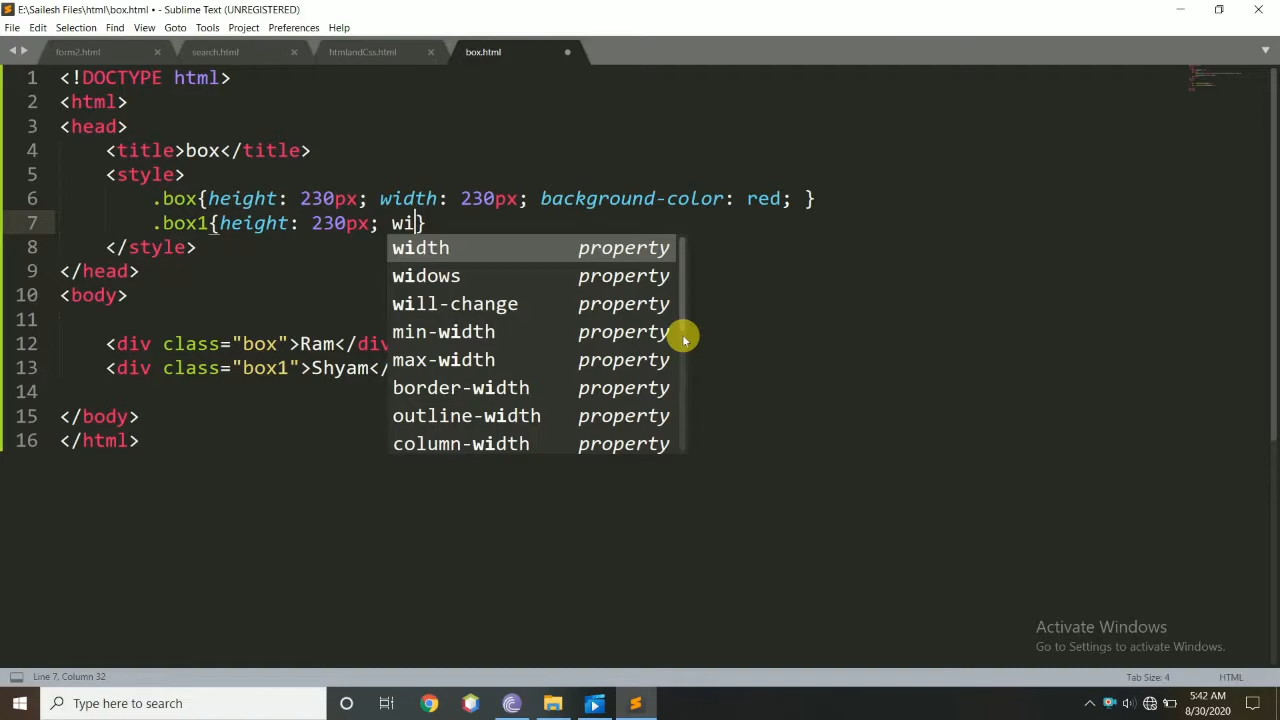 E:\Sailesh Files\html\box.html • - Sublime Text (UNREGISTERED)
File Edit Selection Find View Goto Tools Project Preferences Help
form2.html search.html htmlandCss.html box.html
1 <!DOCTYPE html>
2 <html>
3 <head>
4 <title>box</title>
5 <style>
6 .box{height: 230px; width: 230px; background-color: red; }
7 .box1{height: 230px; wi}
8 </style>
width property
9 </head>
widows property
10 <body>
will-change property
11
min-width property
12 <div class="box">Ram</div
max-width property
13 <div class="box1">Shyam</
border-width property
14
outline-width property
15 </body>
column-width property
16 </html>
Activate Windows
Go to Settings to activate Windows.
Line 7, Column 32 Tab Size: 4 HTML
Type here to search
5:42 AM
8/30/2020